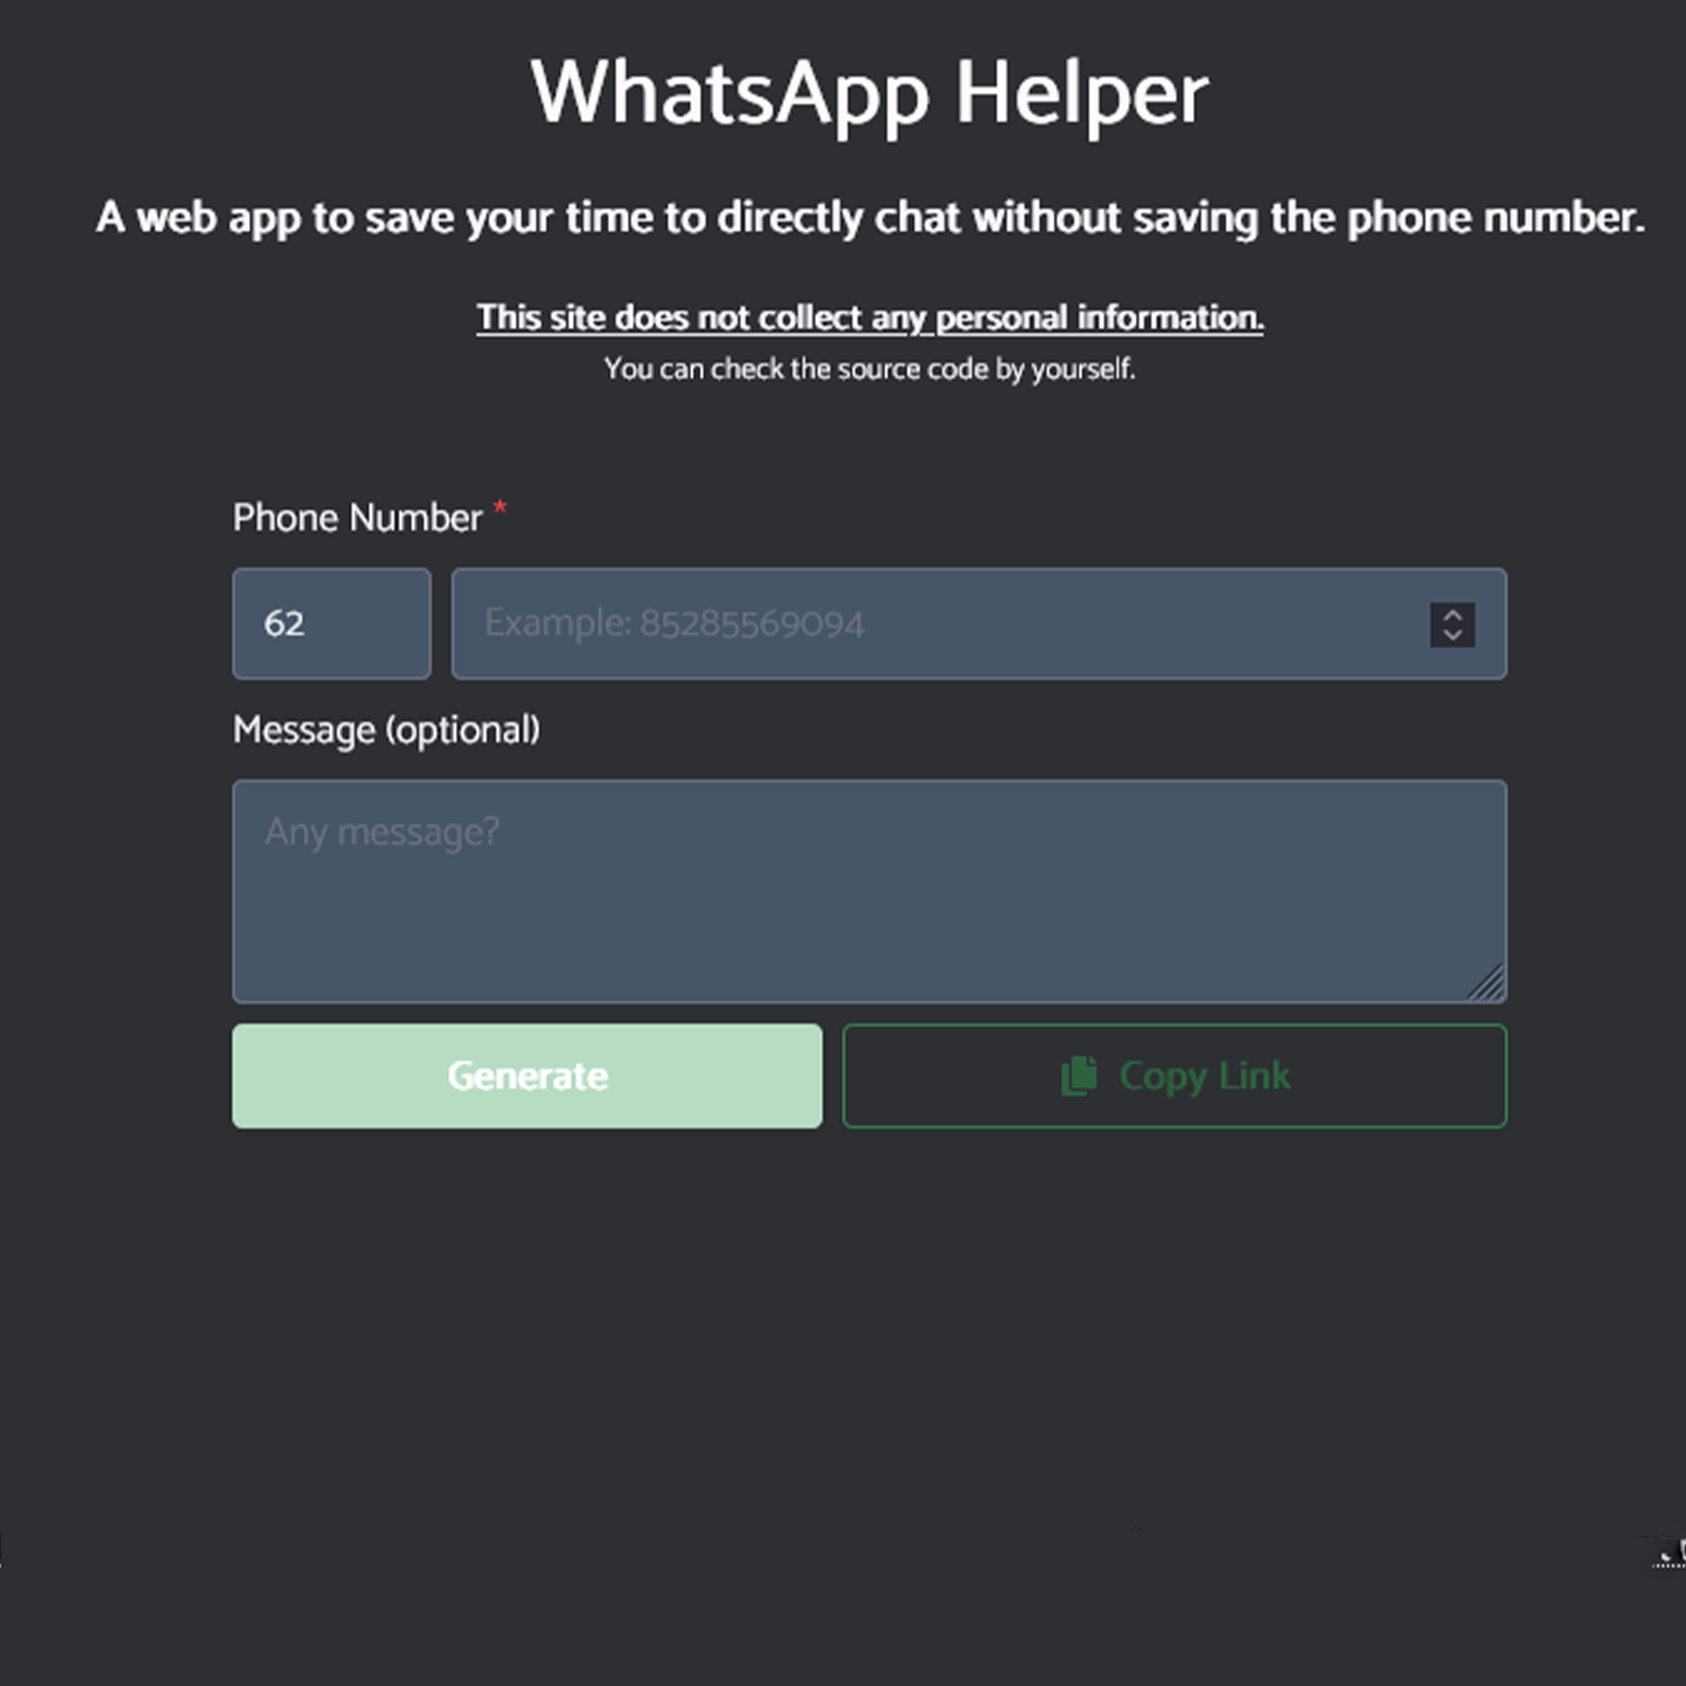 WhatsApp Helper
A web app to save your time to directly chat without saving the phone number.
This site does not collect any personal information.
You can check the source code by yourself.
Phone Number *
62
Example: 85285569094
Message (optional)
Any message?
Generate
Copy Link